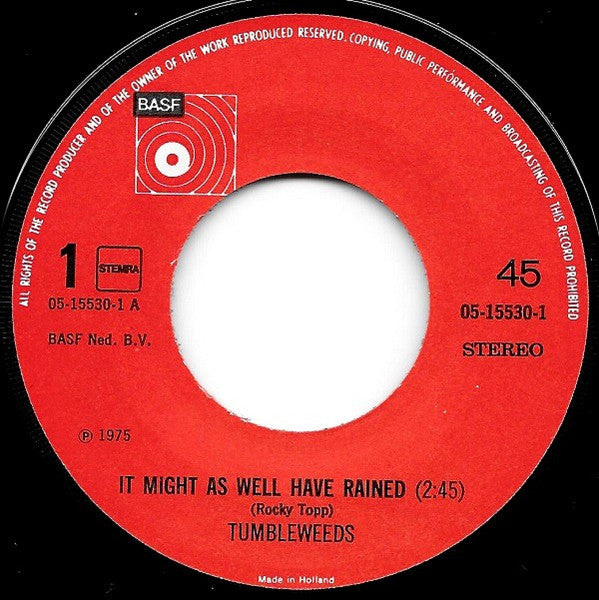 ALL RIGHTS OF THE RECORD PRODUCER AND OF THE OWNER OF THE WORK REPRODUCED RESERVED. COPYING, PUBLIC PERFORMANCE AND BROADCASTING OF THIS RECORD PROHIBITED
BASF
1 STEMRA
05-15530-1 A
BASF Ned. B.V.
45
05-15530-1
STEREO
Ⓟ 1975
IT MIGHT AS WELL HAVE RAINED (2:45)
(Rocky Topp)
TUMBLEWEEDS
Made in Holland